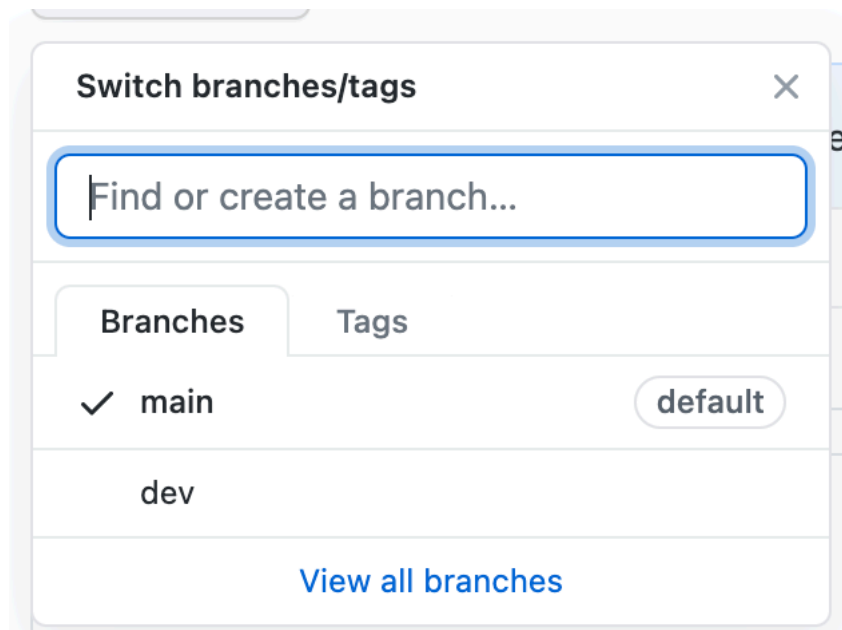 Switch branches/tags
Find or create a branch...
Branches Tags
main default
dev
View all branches